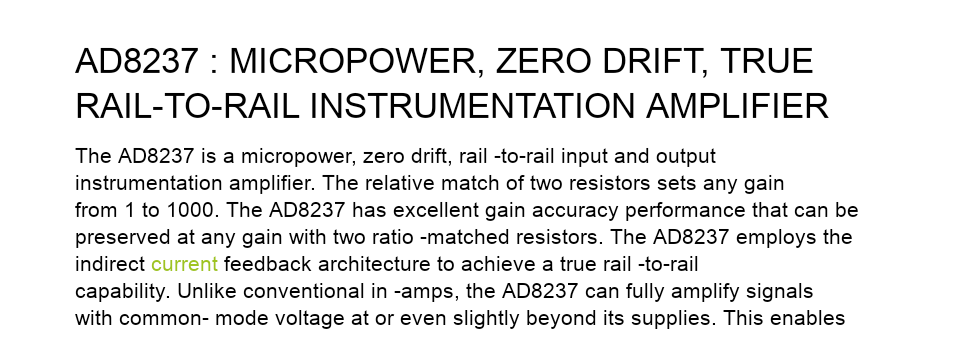 AD8237 : MICROPOWER, ZERO DRIFT, TRUE
RAIL-TO-RAIL INSTRUMENTATION AMPLIFIER
The AD8237 is a micropower, zero drift, rail -to-rail input and output
instrumentation amplifier. The relative match of two resistors sets any gain
from 1 to 1000. The AD8237 has excellent gain accuracy performance that can be
preserved at any gain with two ratio -matched resistors. The AD8237 employs the
indirect current feedback architecture to achieve a true rail -to-rail
capability. Unlike conventional in -amps, the AD8237 can fully amplify signals
with common- mode voltage at or even slightly beyond its supplies. This enables